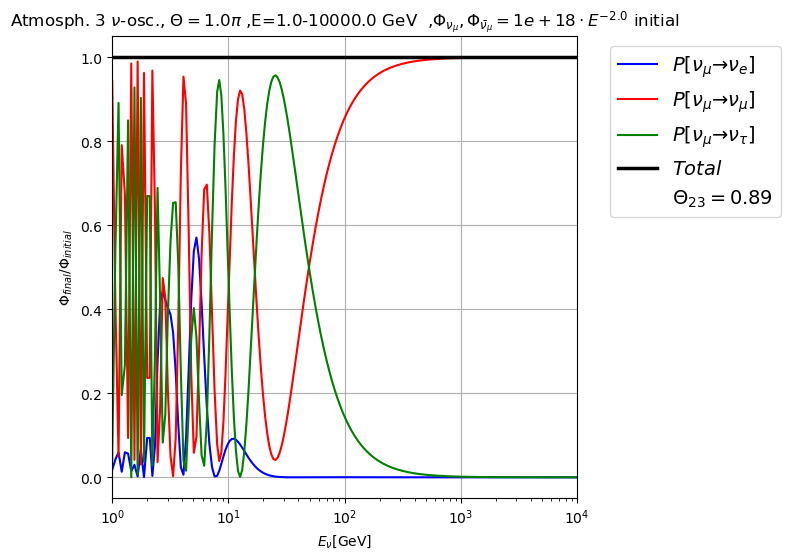 Atmosph. 3 ν-osc., Θ = 1.0π ,E=1.0-10000.0 GeV ,Φ_{ν_μ}, Φ_{ν̄_μ} = 1e + 18 · E^{−2.0} initial
P[ν_μ→ν_e]
P[ν_μ→ν_μ]
P[ν_μ→ν_τ]
Total
Θ_{23} = 0.89
1.0
0.8
0.6
0.4
0.2
0.0
Φ_{final}/Φ_{initial}
10^0
10^1
10^2
10^3
10^4
E_ν[GeV]